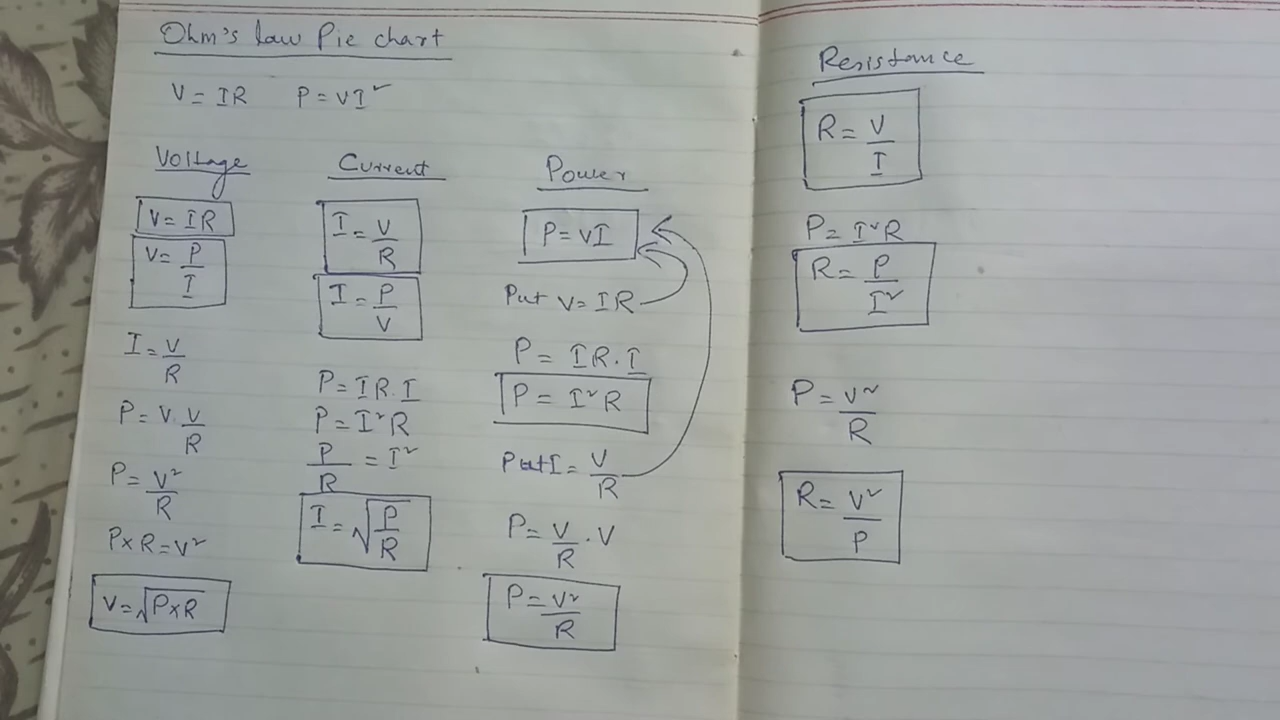 Ohm's law Pie chart
V = IR P = VI²
Voltage
V = IR
V = P/I
I = V/R
P = V. V/R
P = V²/R
P×R = V²
V = √P×R
Current
I = V/R
I = P/V
P = IR.I
P = I²R
P/R = I²
I = √P/R
Power
P = VI
Put V = IR
P = IR.I
P = I²R
Put I = V/R
P = V/R . V
P = V²/R
Resistance
R = V/I
P = I²R
R = P/I²
P = V²/R
R = V²/P